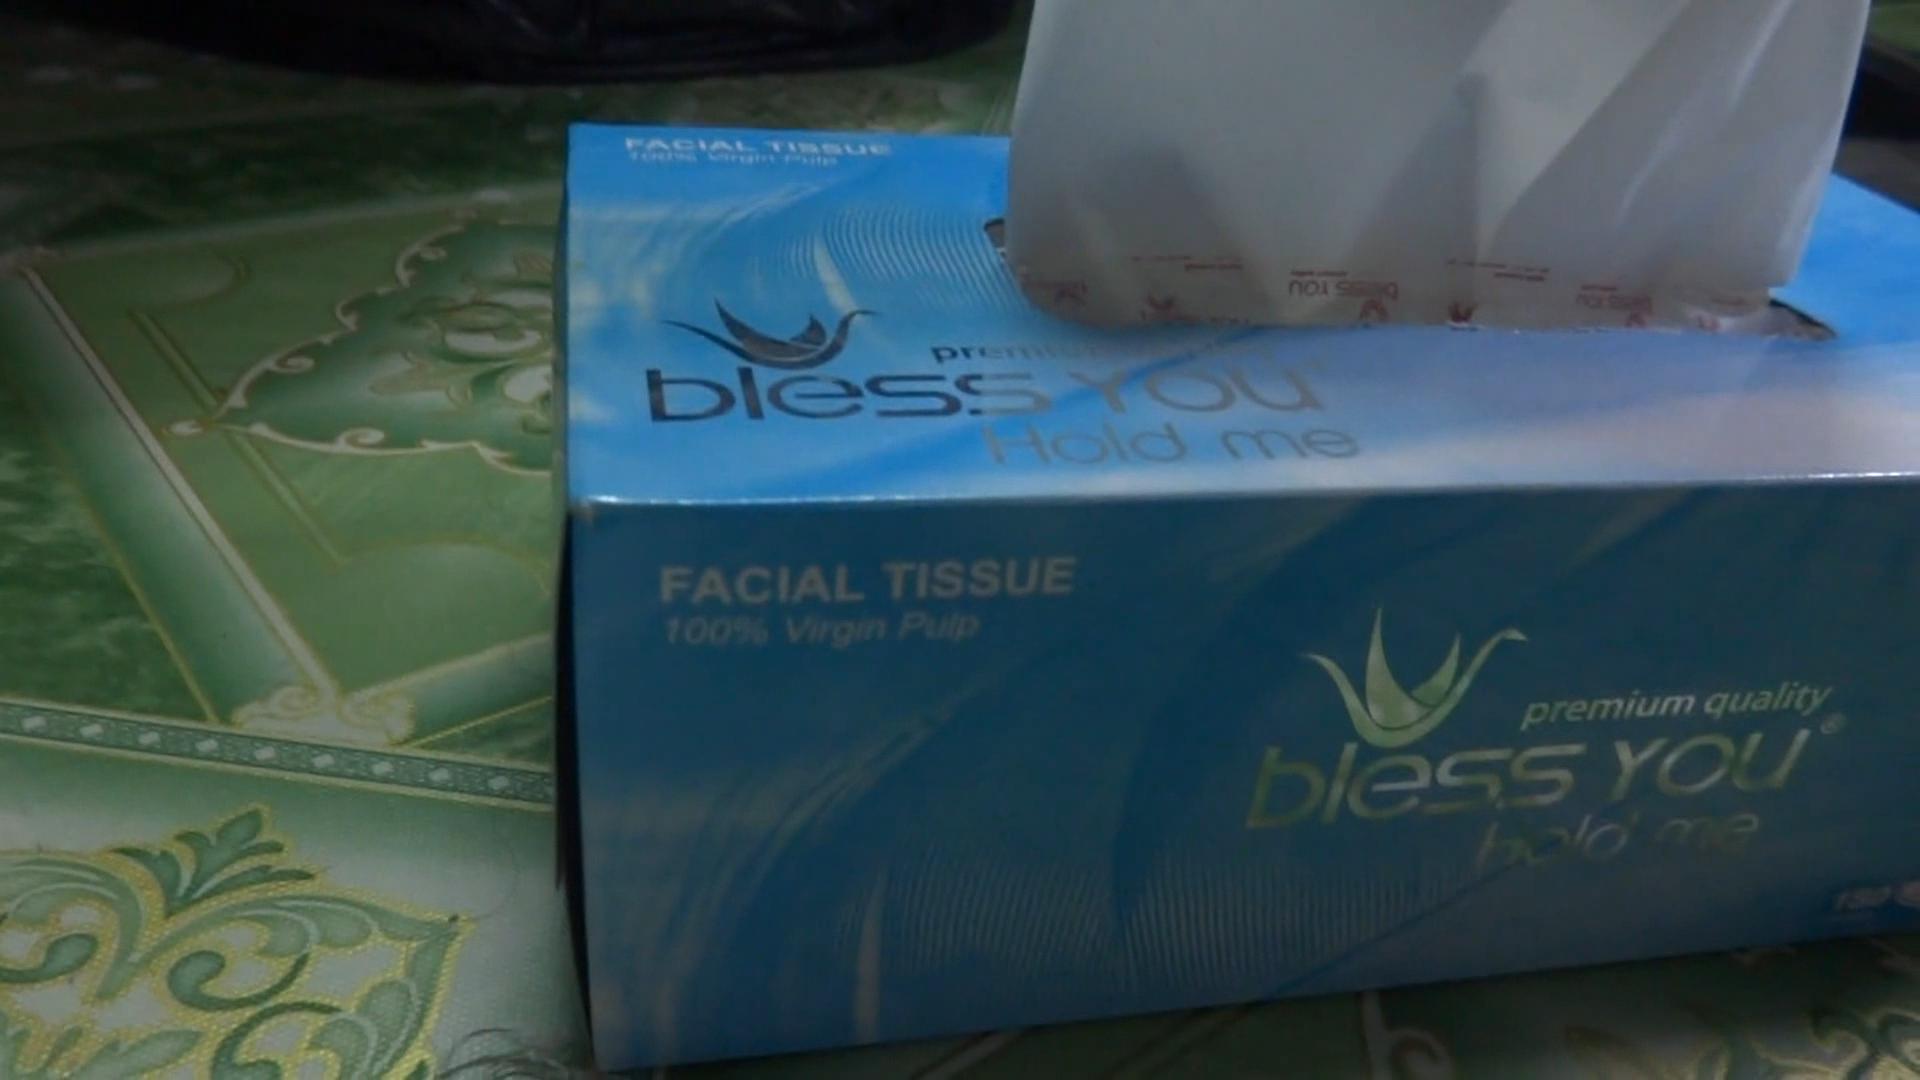 FACIAL TISSUE
100% Virgin Pulp
BLESS YOU
bless you
Hold me
FACIAL TISSUE
100% Virgin Pulp
premium quality
bless you®
hold me